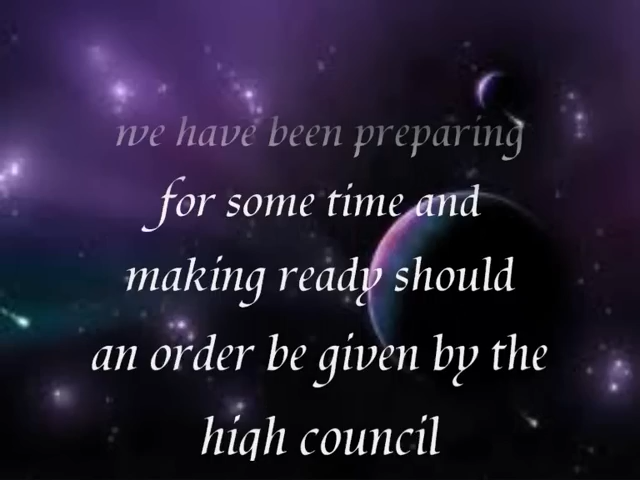 we have been preparing
for some time and
making ready should
an order be given by the
high council